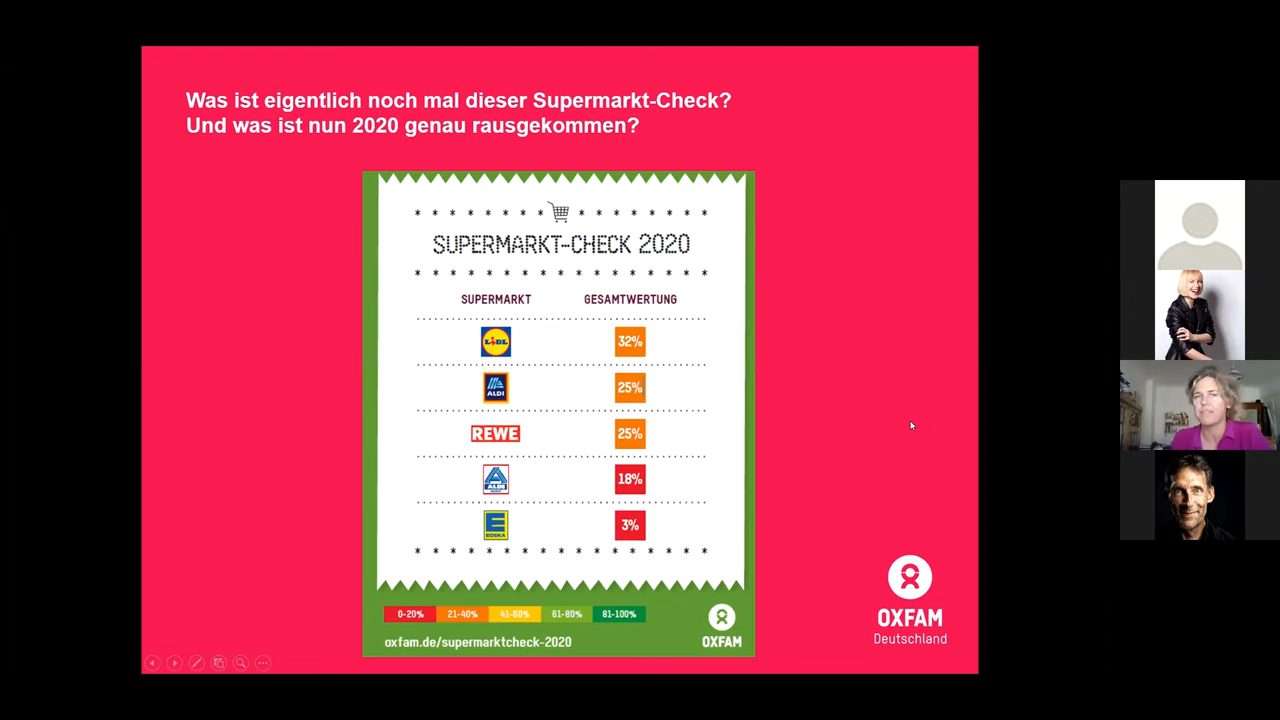 Was ist eigentlich noch mal dieser Supermarkt-Check?
Und was ist nun 2020 genau rausgekommen?
SUPERMARKT-CHECK 2020
SUPERMARKT GESAMTWERTUNG
LIDL 32%
ALDI 25%
REWE 25%
ALDI 18%
E EDEKA 3%
0-20% 21-40% 41-60% 61-80% 81-100%
oxfam.de/supermarktcheck-2020
OXFAM
OXFAM
Deutschland